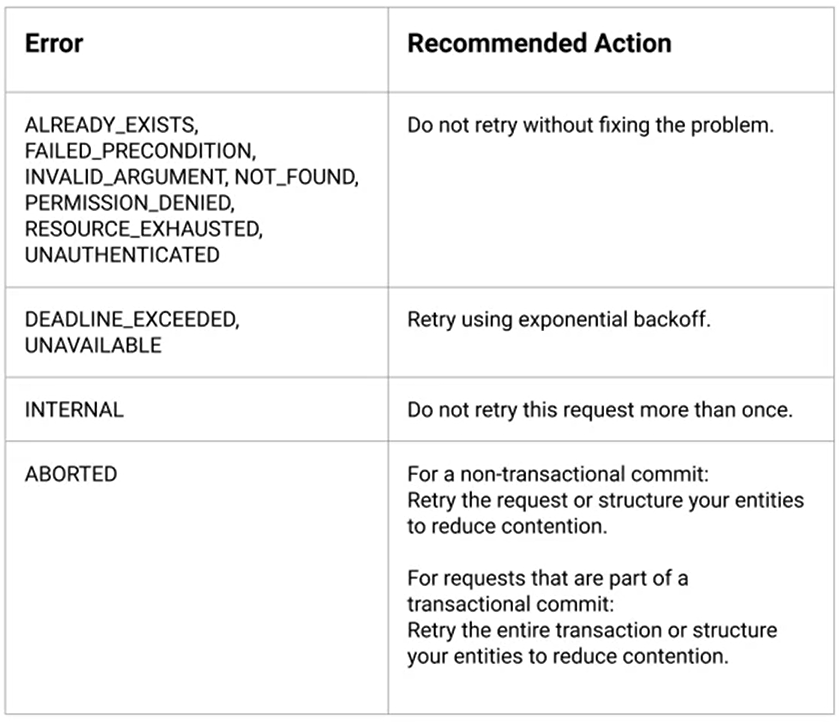 Error
Recommended Action
ALREADY_EXISTS,
FAILED_PRECONDITION,
INVALID_ARGUMENT, NOT_FOUND,
PERMISSION_DENIED,
RESOURCE_EXHAUSTED,
UNAUTHENTICATED
Do not retry without fixing the problem.
DEADLINE_EXCEEDED,
UNAVAILABLE
Retry using exponential backoff.
INTERNAL
Do not retry this request more than once.
ABORTED
For a non-transactional commit:
Retry the request or structure your entities
to reduce contention.
For requests that are part of a
transactional commit:
Retry the entire transaction or structure
your entities to reduce contention.